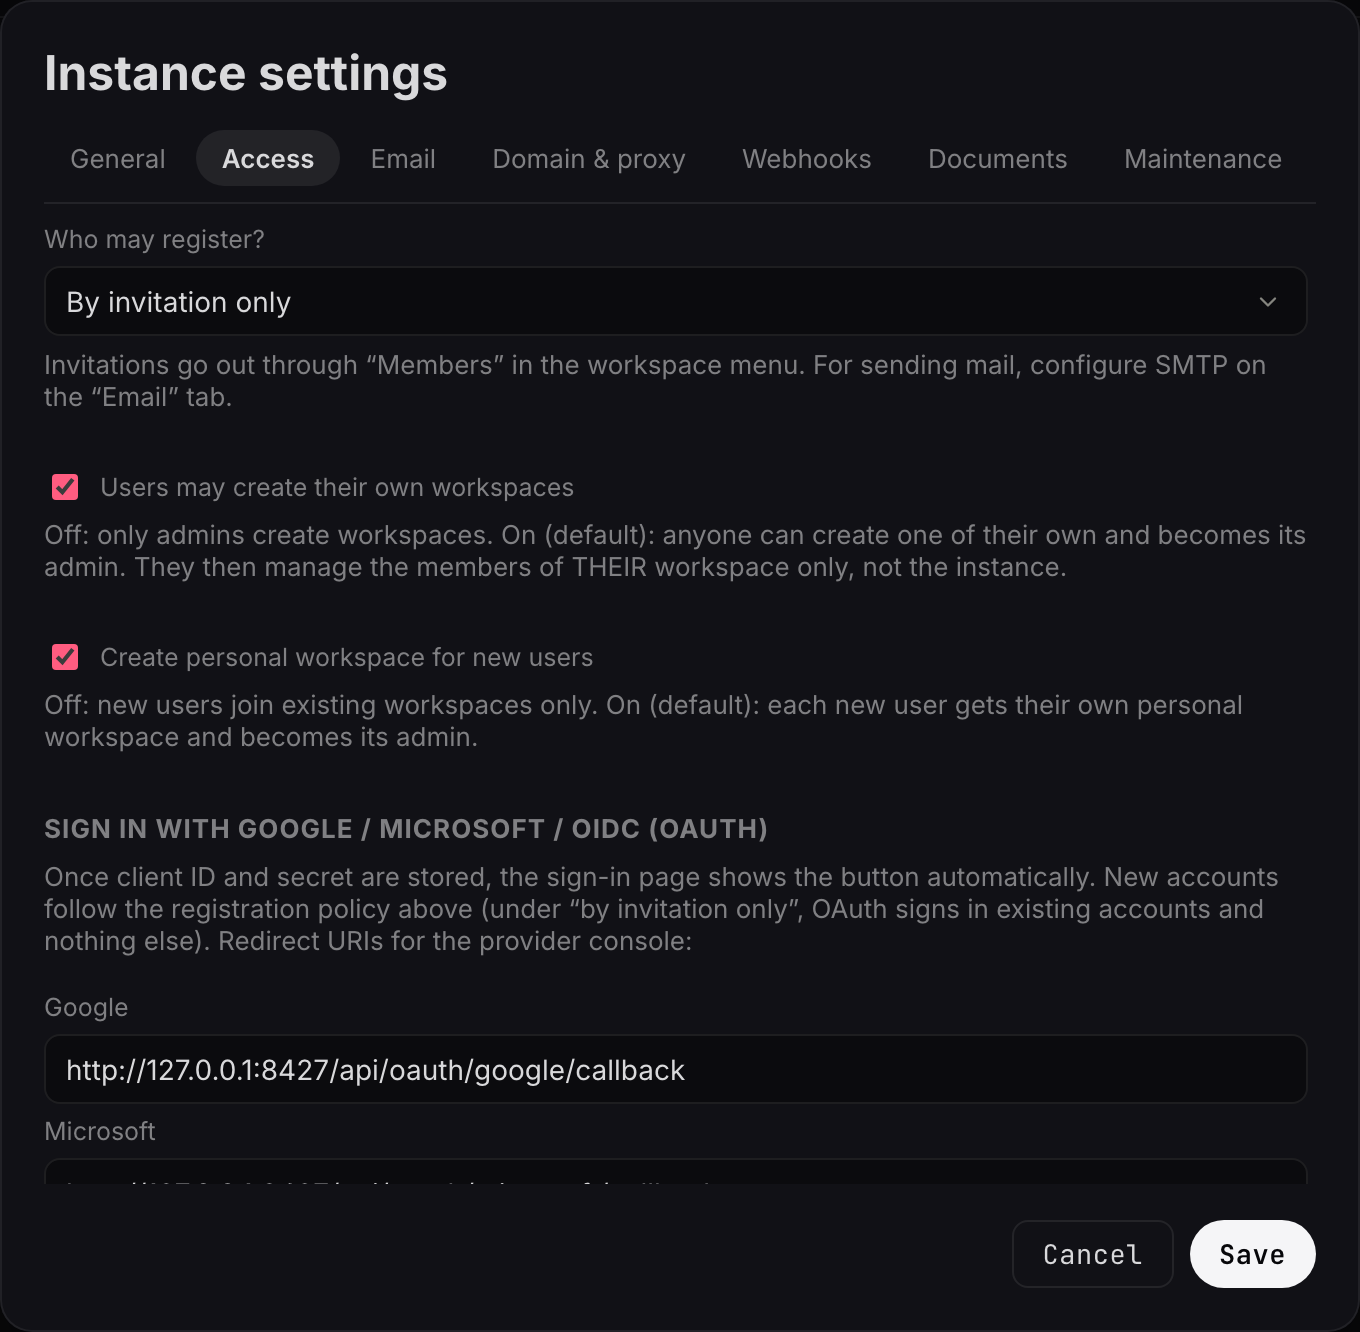 Instance settings
General
Access
Email
Domain & proxy
Webhooks
Documents
Maintenance
Who may register?
By invitation only
Invitations go out through “Members” in the workspace menu. For sending mail, configure SMTP on
the “Email” tab.
Users may create their own workspaces
Off: only admins create workspaces. On (default): anyone can create one of their own and becomes its
admin. They then manage the members of THEIR workspace only, not the instance.
Create personal workspace for new users
Off: new users join existing workspaces only. On (default): each new user gets their own personal
workspace and becomes its admin.
SIGN IN WITH GOOGLE / MICROSOFT / OIDC (OAUTH)
Once client ID and secret are stored, the sign-in page shows the button automatically. New accounts
follow the registration policy above (under “by invitation only”, OAuth signs in existing accounts and
nothing else). Redirect URIs for the provider console:
Google
http://127.0.0.1:8427/api/oauth/google/callback
Microsoft
Cancel
Save